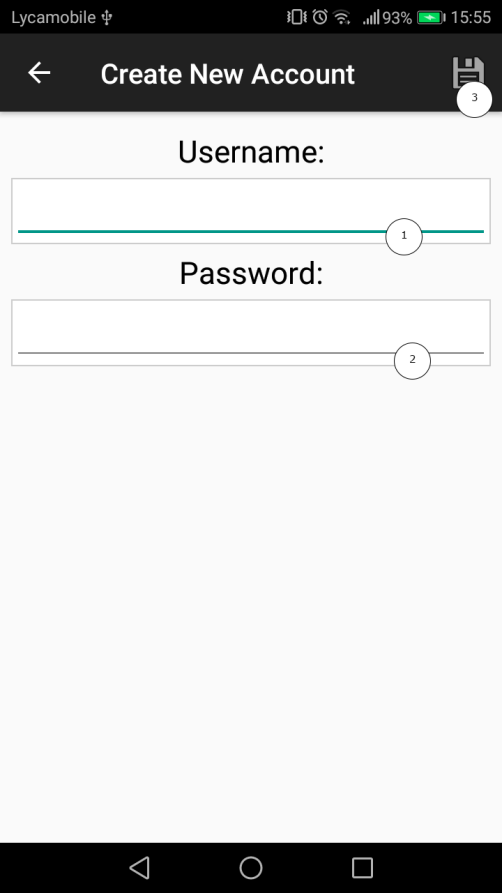 Lycamobile 93% 15:55
Create New Account
3
Username:
1
Password:
2